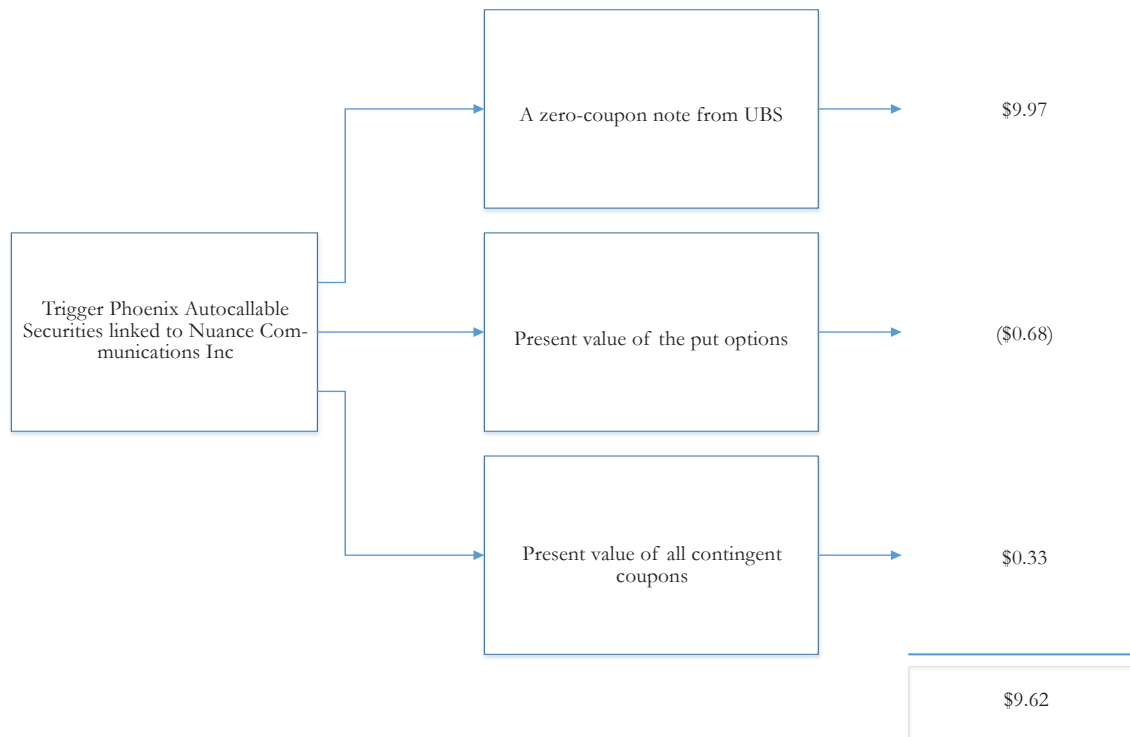 A zero-coupon note from UBS
$9.97
Trigger Phoenix Autocallable
Securities linked to Nuance Com-
munications Inc
Present value of the put options
($0.68)
Present value of all contingent
coupons
$0.33
$9.62